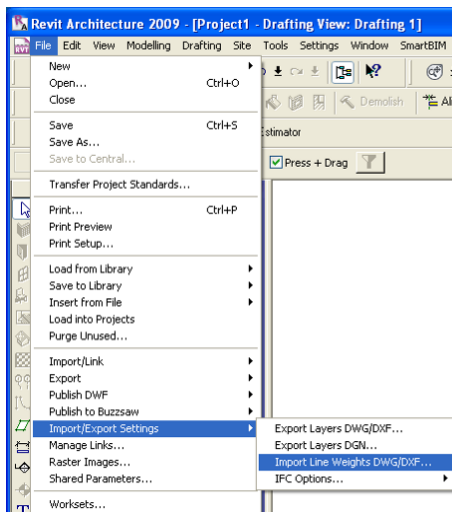 Revit Architecture 2009 - [Project1 - Drafting View: Drafting 1]
File Edit View Modelling Drafting Site Tools Settings Window SmartBIM
New
Open... Ctrl+O
Close
Demolish
Save Ctrl+S
Estimator
Save As...
Save to Central...
Press + Drag
Transfer Project Standards...
Print... Ctrl+P
Print Preview
Print Setup...
Load from Library
Save to Library
Insert from File
Load into Projects
Purge Unused...
Import/Link
Export
Publish DWF
Publish to Buzzsaw
Import/Export Settings
Export Layers DWG/DXF...
Manage Links...
Export Layers DGN...
Raster Images...
Import Line Weights DWG/DXF...
Shared Parameters...
IFC Options...
Worksets...